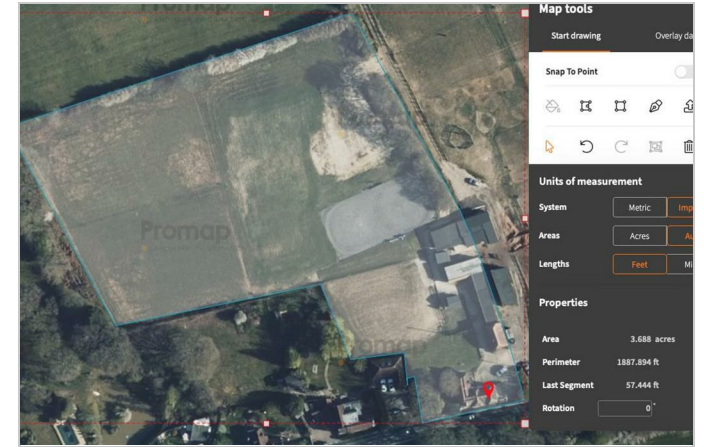 Promap
Map tools
Start drawing Overlay da
Snap To Point
Units of measurement
System Metric Imp
Areas Acres Au
Lengths Feet Mi
Promap
Properties
Area 3.688 acres
Perimeter 1887.894 ft
Last Segment 57.444 ft
Rotation 0 °